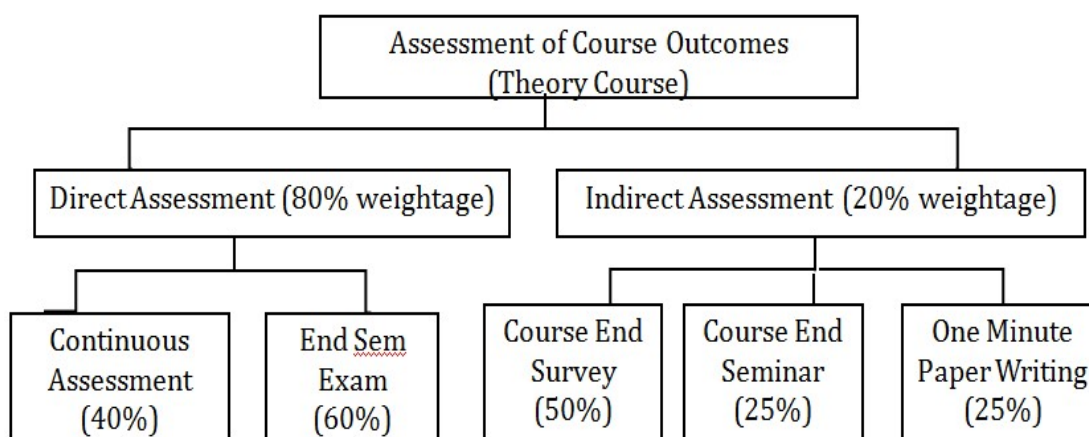 Assessment of Course Outcomes
(Theory Course)
Direct Assessment (80% weightage)
Indirect Assessment (20% weightage)
Continuous
Assessment
(40%)
End Sem
Exam
(60%)
Course End
Survey
(50%)
Course End
Seminar
(25%)
One Minute
Paper Writing
(25%)